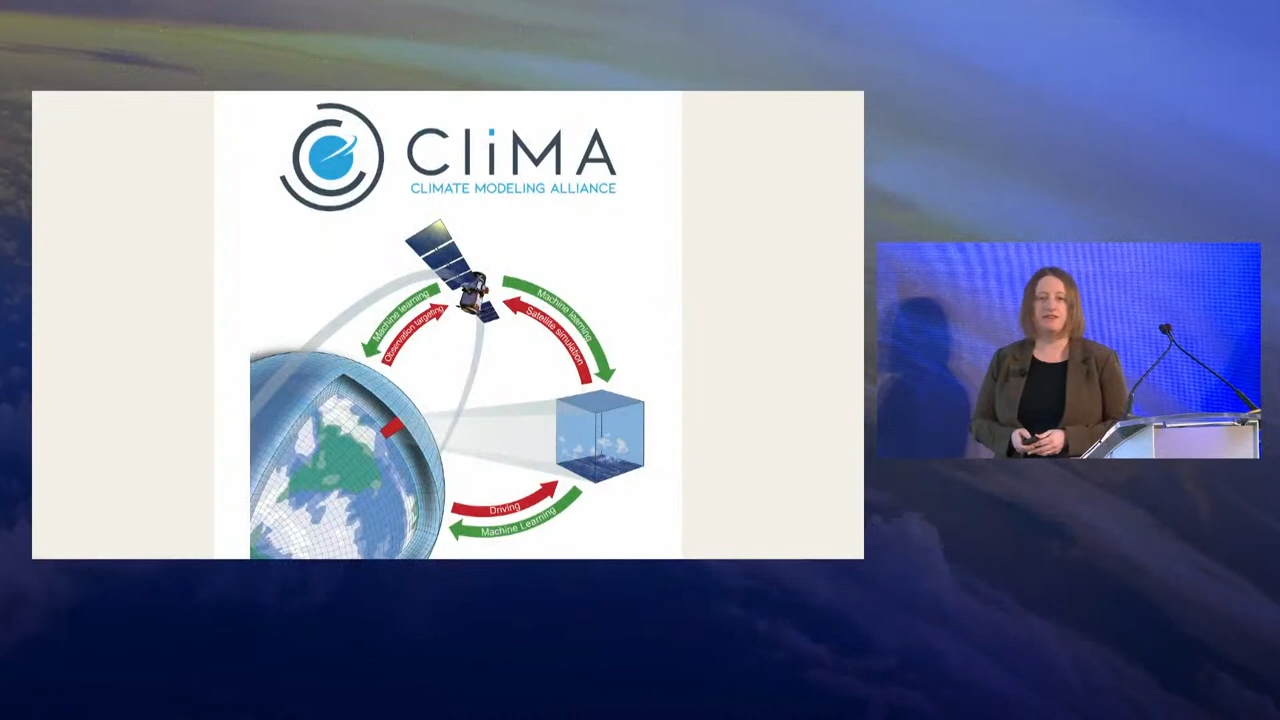 CliMA
CLIMATE MODELING ALLIANCE
Machine learning
Observation targeting
Machine learning
Satellite simulation
Driving
Machine Learning